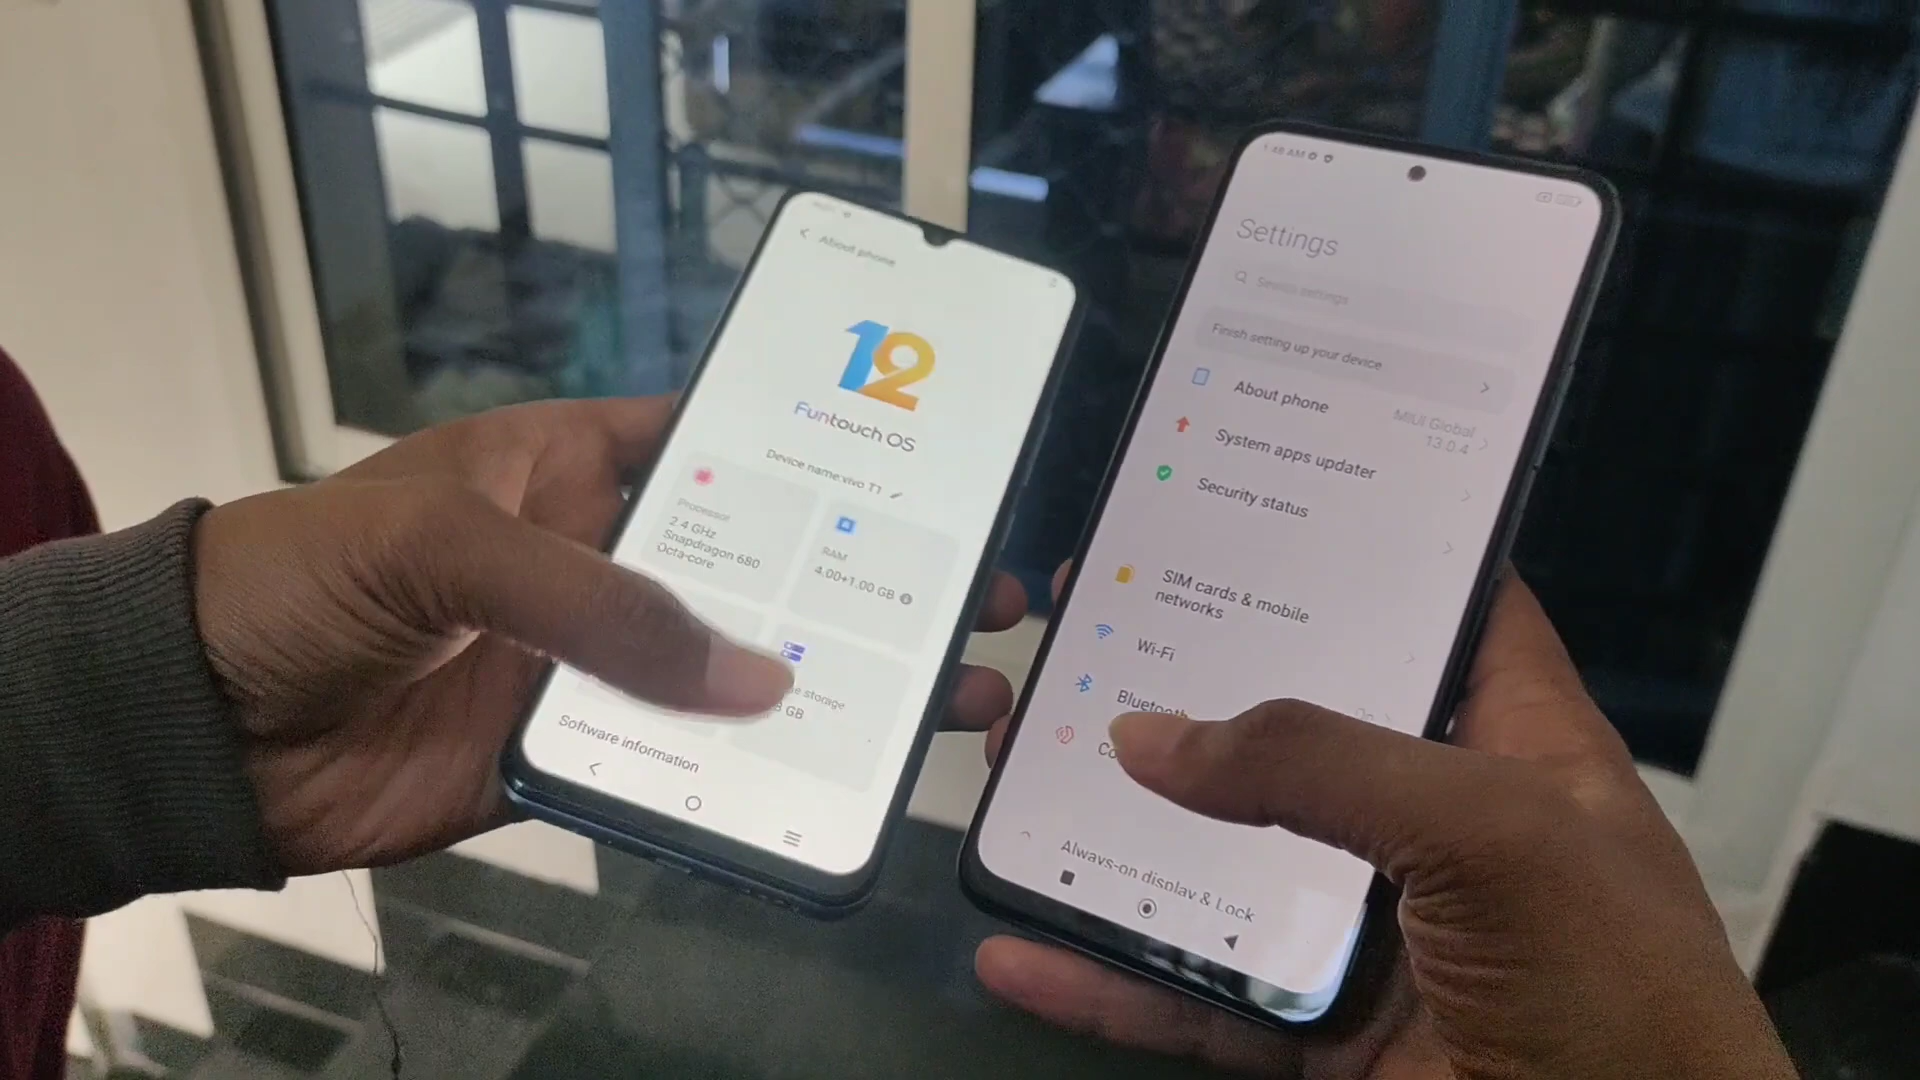 About phone
12
Funtouch OS
Device name:vivo T1
Processor
2.4 GHz
Snapdragon 680
Octa-core
RAM
4.00+1.00 GB
storage
GB
Software information
1:46 AM
Settings
Search settings
Finish setting up your device
About phone
MIUI Global
13.0.4
System apps updater
Security status
SIM cards & mobile
networks
Wi-Fi
Bluetooth
On
Always-on display & Lock